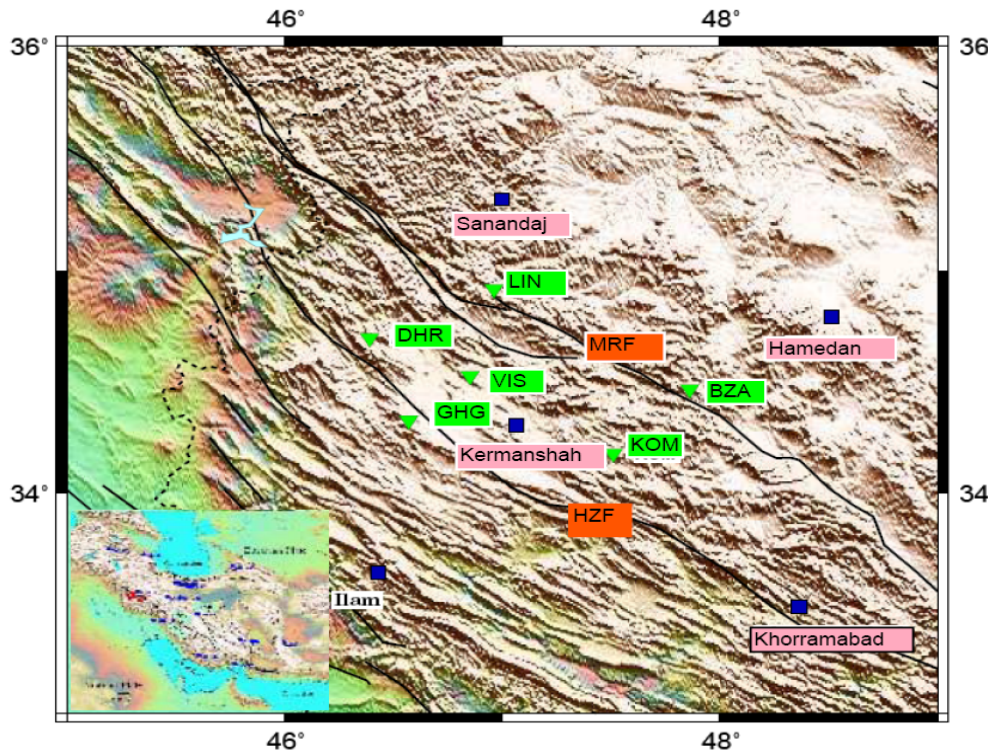 46°
48°
36°
36
Sanandaj
LIN
DHR
MRF
Hamedan
VIS
BZA
GHG
KOM
Kermanshah
34°
34
HZF
Ilam
Khorramabad
46°
48°